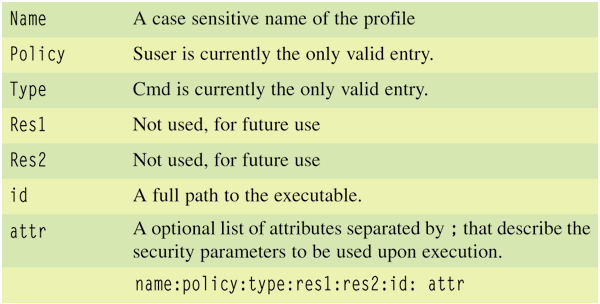 Name A case sensitive name of the profile
Policy Suser is currently the only valid entry.
Type Cmd is currently the only valid entry.
Res1 Not used, for future use
Res2 Not used, for future use
id A full path to the executable.
attr A optional list of attributes separated by ; that describe the
security parameters to be used upon execution.
name:policy:type:res1:res2:id: attr